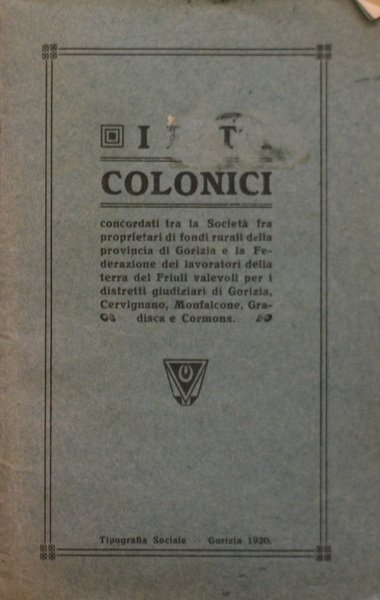 COLONICI
concordati tra la Società fra
proprietari di fondi rurali della
provincia di Gorizia e la Fe-
derazione dei lavoratori della
terra del Friuli valevoli per i
distretti giudiziari di Gorizia,
Cervignano, Monfalcone, Gra-
disca e Cormons.
Tipografia Sociale -- Gorizia 1920.